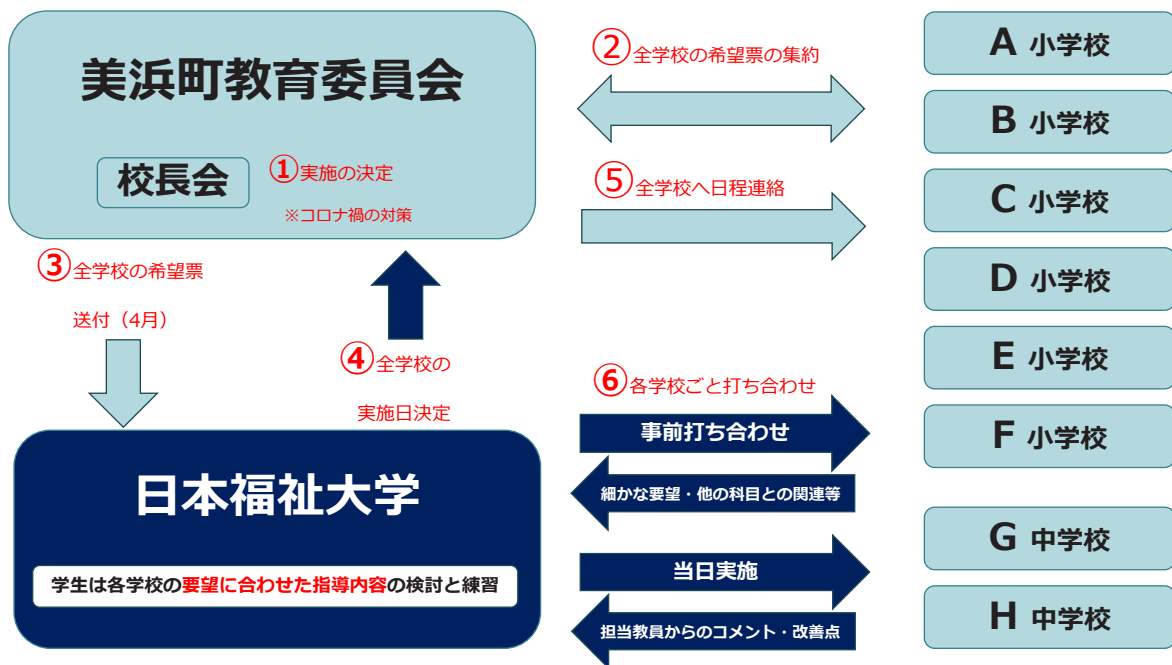 美浜町教育委員会
校長会
①実施の決定
※コロナ禍の対策
②全学校の希望票の集約
⑤全学校へ日程連絡
③全学校の希望票
送付（4月）
④全学校の
実施日決定
⑥各学校ごと打ち合わせ
事前打ち合わせ
細かな要望・他の科目との関連等
当日実施
担当教員からのコメント・改善点
日本福祉大学
学生は各学校の要望に合わせた指導内容の検討と練習
A 小学校
B 小学校
C 小学校
D 小学校
E 小学校
F 小学校
G 中学校
H 中学校